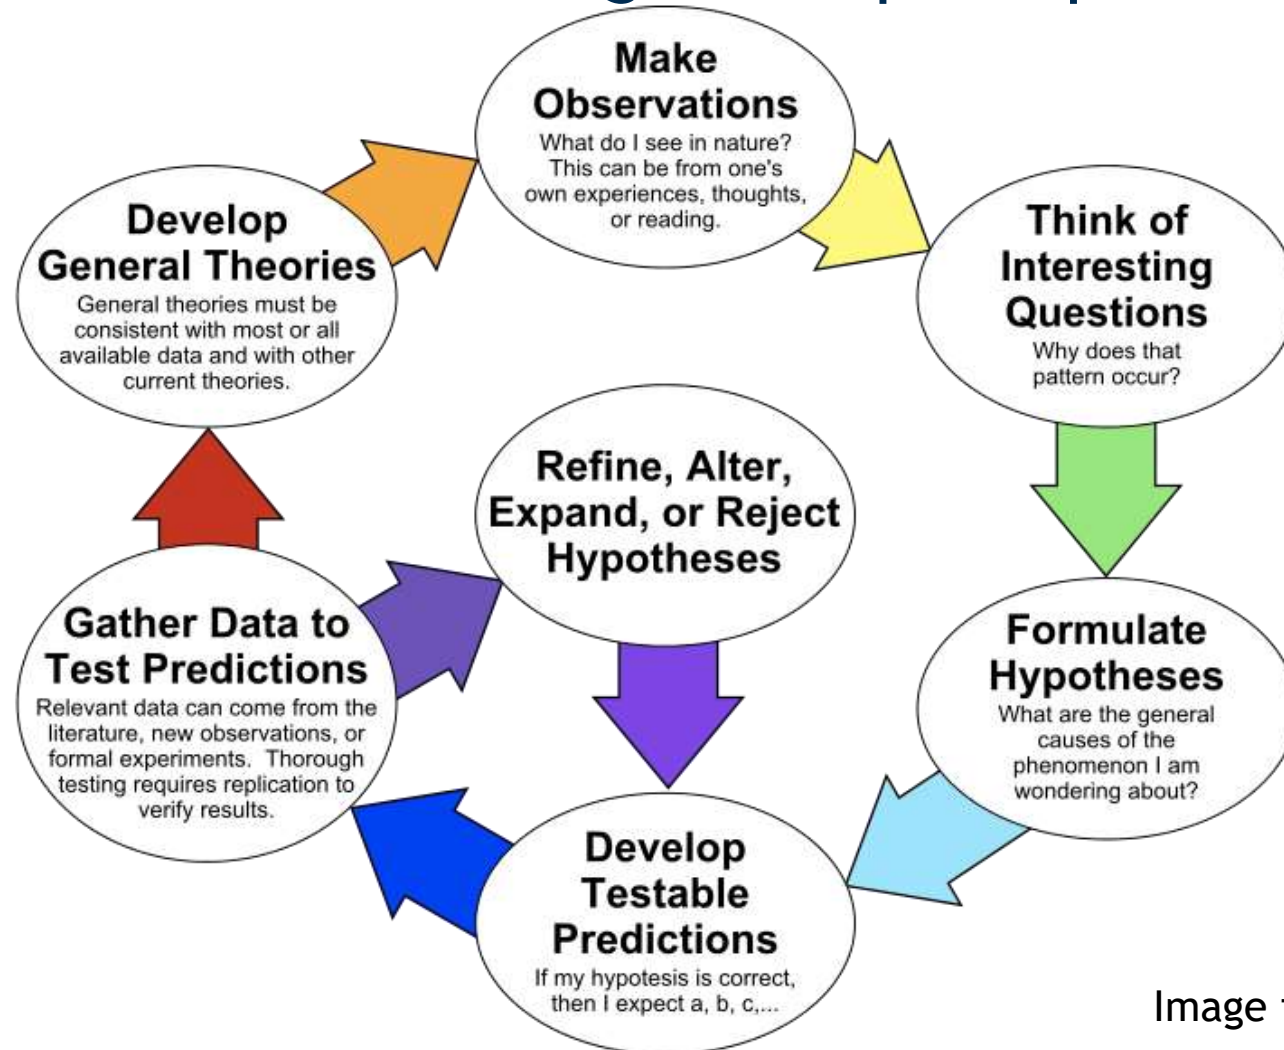 Make
Observations
What do I see in nature?
This can be from one's
own experiences, thoughts,
or reading.
Think of
Interesting
Questions
Why does that
pattern occur?
Formulate
Hypotheses
What are the general
causes of the
phenomenon I am
wondering about?
Develop
Testable
Predictions
If my hypotesis is correct,
then I expect a, b, c,...
Gather Data to
Test Predictions
Relevant data can come from the
literature, new observations, or
formal experiments.  Thorough
testing requires replication to
verify results.
Refine, Alter,
Expand, or Reject
Hypotheses
Develop
General Theories
General theories must be
consistent with most or all
available data and with other
current theories.
Image